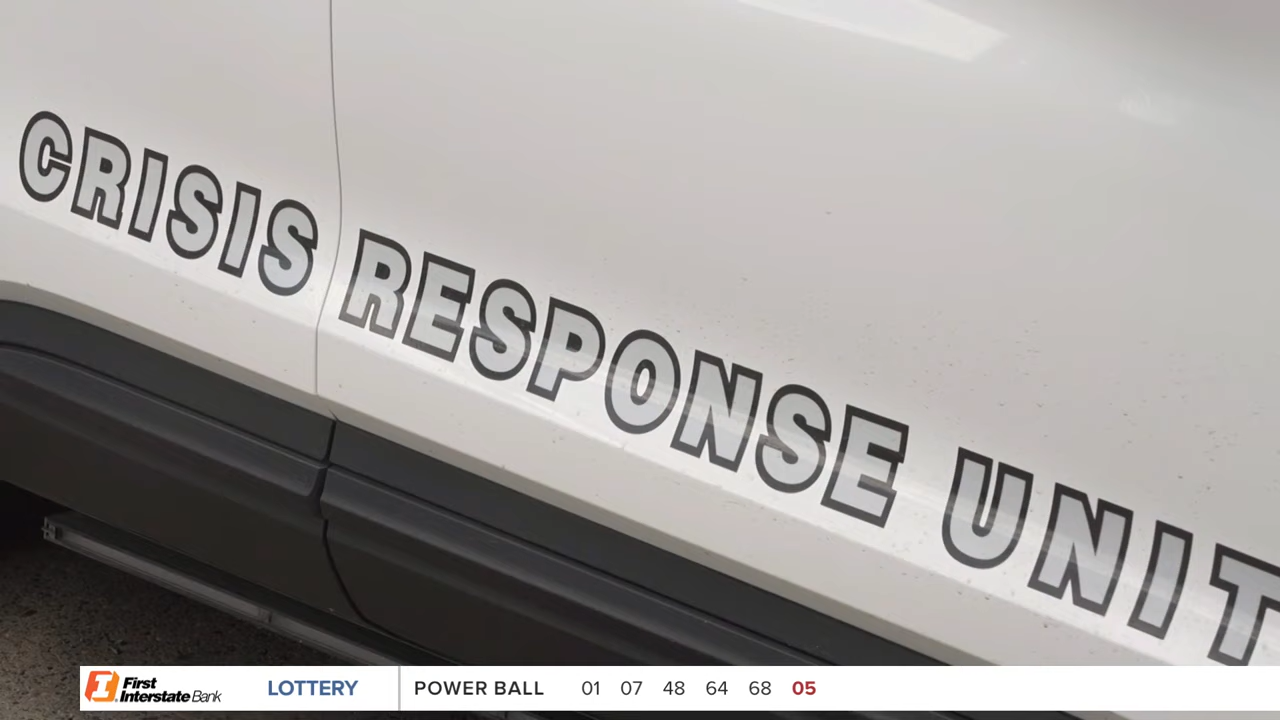 CRISIS RESPONSE UNIT
First
Interstate Bank
LOTTERY
POWER BALL 01 07 48 64 68 05